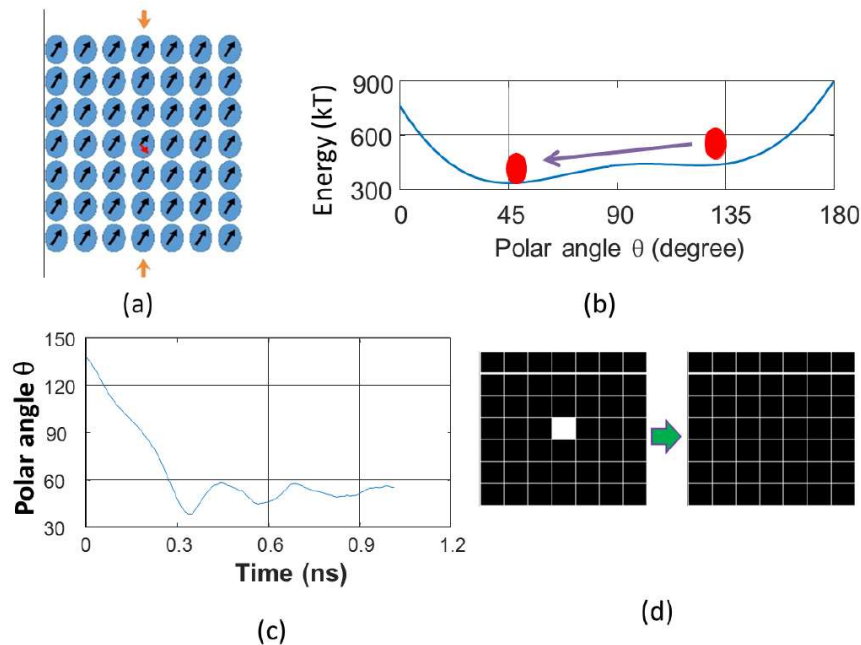 (a)
900
600
300
Energy (kT)
0 45 90 135 180
Polar angle θ (degree)
(b)
150
120
90
60
30
Polar angle θ
0 0.3 0.6 0.9 1.2
Time (ns)
(c)
(d)